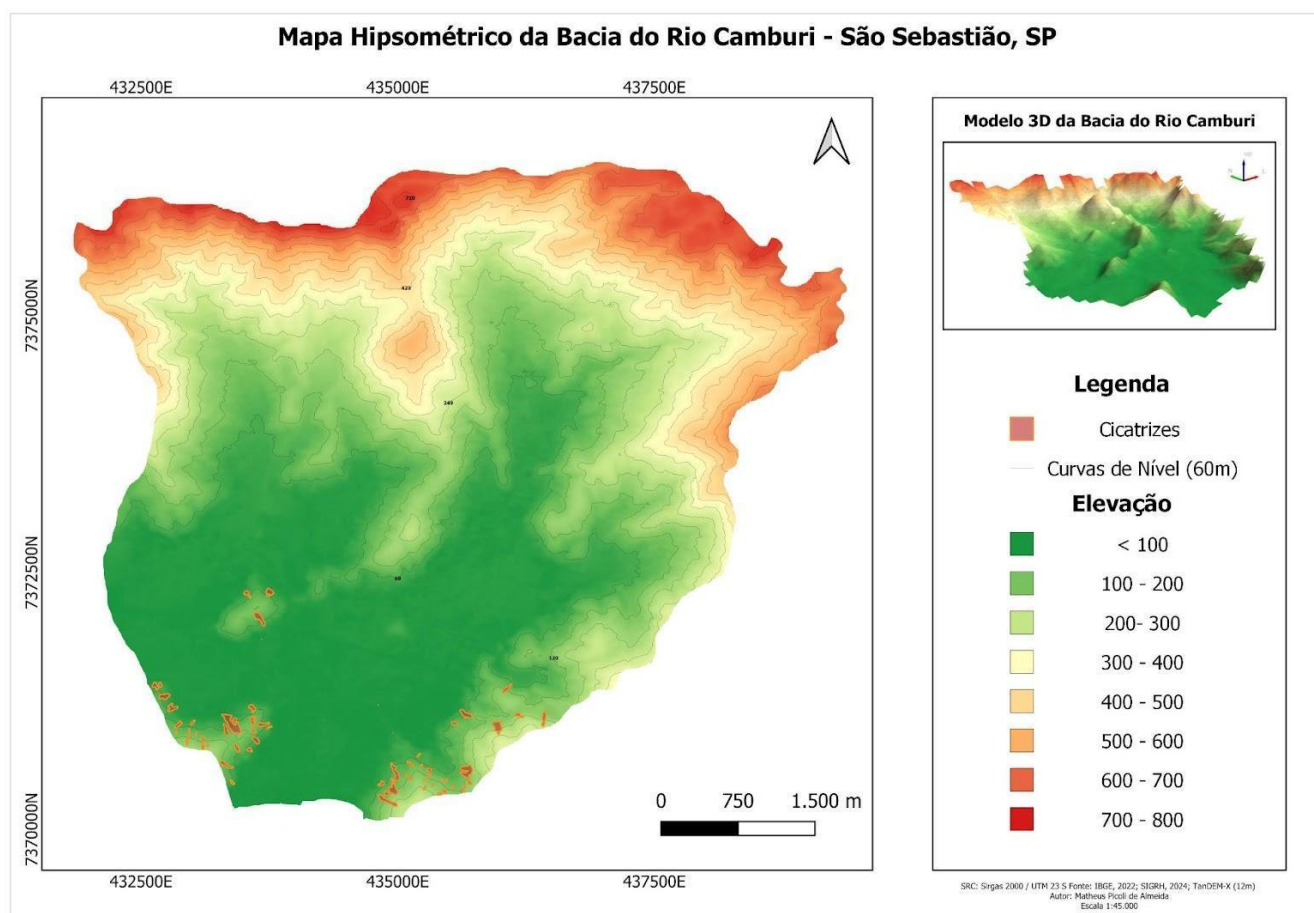 Mapa Hipsométrico da Bacia do Rio Camburi - São Sebastião, SP
432500E
435000E
437500E
7375000N
7372500N
7370000N
720
420
240
60
120
0
750
1.500 m
432500E
435000E
437500E
Modelo 3D da Bacia do Rio Camburi
N
L
Legenda
Cicatrizes
Curvas de Nível (60m)
Elevação
< 100
100 - 200
200- 300
300 - 400
400 - 500
500 - 600
600 - 700
700 - 800
SRC: Sirgas 2000 / UTM 23 S Fonte: IBGE, 2022; SIGRH, 2024; TanDEM-X (12m)
Autor: Matheus Picoli de Almeida
Escala 1:45.000